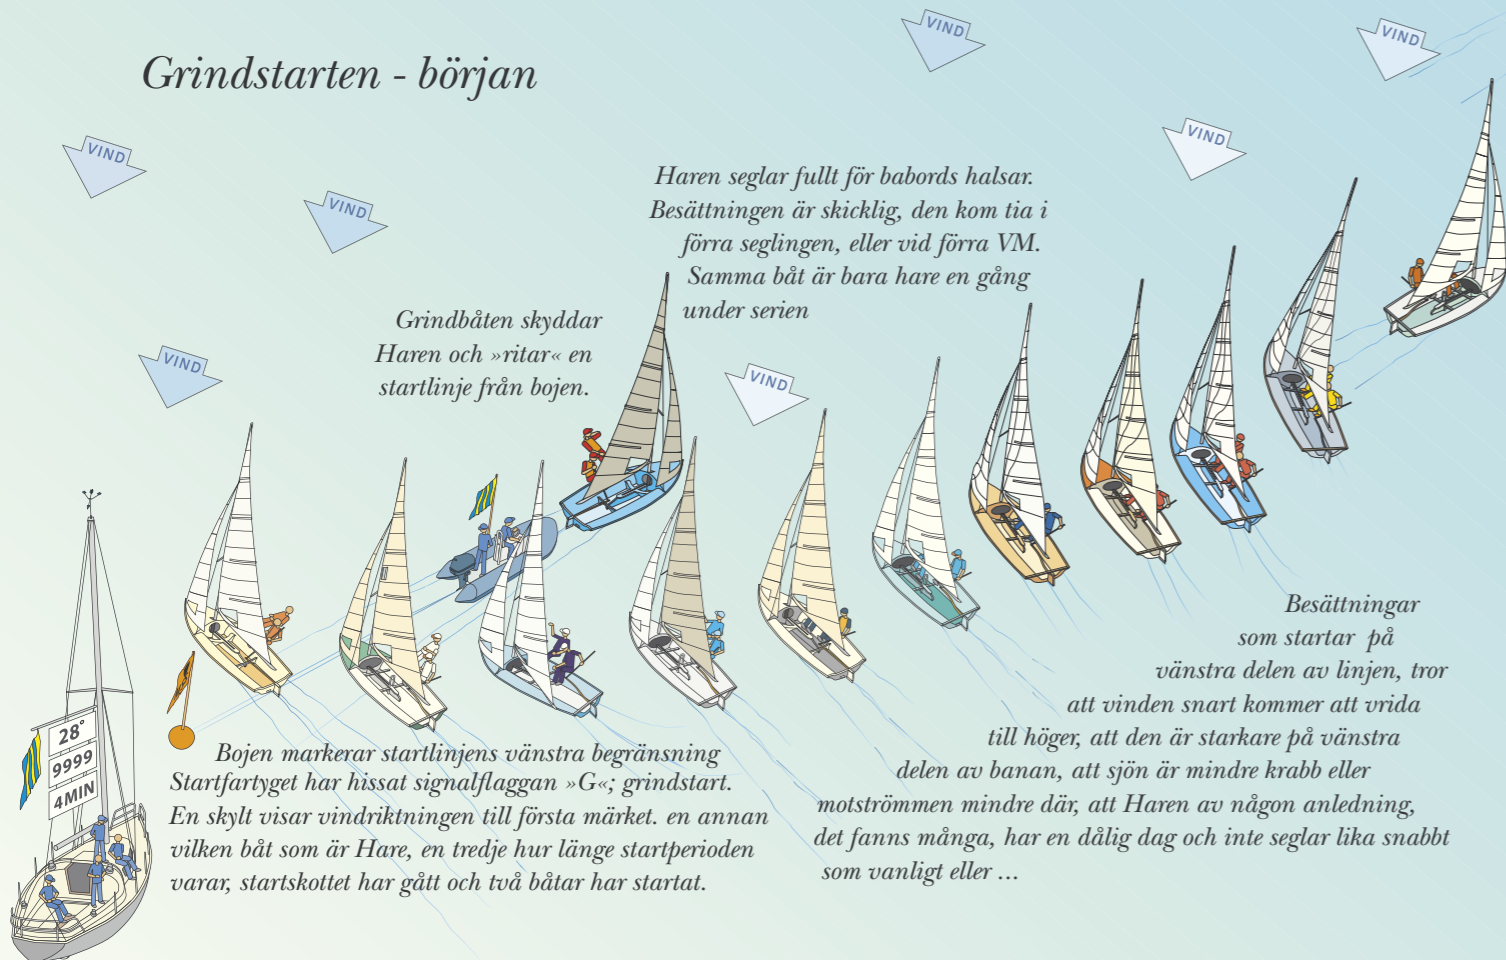 Grindstarten - början
VIND
VIND
VIND
VIND
VIND
VIND
VIND
Haren seglar fullt för babords halsar.
Besättningen är skicklig, den kom tia i
förra seglingen, eller vid förra VM.
Samma båt är bara hare en gång
under serien
Grindbåten skyddar
Haren och »ritar« en
startlinje från bojen.
28°
9999
4MIN
Bojen markerar startlinjens vänstra begränsning
Startfartyget har hissat signalflaggan »G«; grindstart.
En skylt visar vindriktningen till första märket. en annan
vilken båt som är Hare, en tredje hur länge startperioden
varar, startskottet har gått och två båtar har startat.
Besättningar
som startar på
vänstra delen av linjen, tror
att vinden snart kommer att vrida
till höger, att den är starkare på vänstra
delen av banan, att sjön är mindre krabb eller
motströmmen mindre där, att Haren av någon anledning,
det fanns många, har en dålig dag och inte seglar lika snabbt
som vanligt eller ...